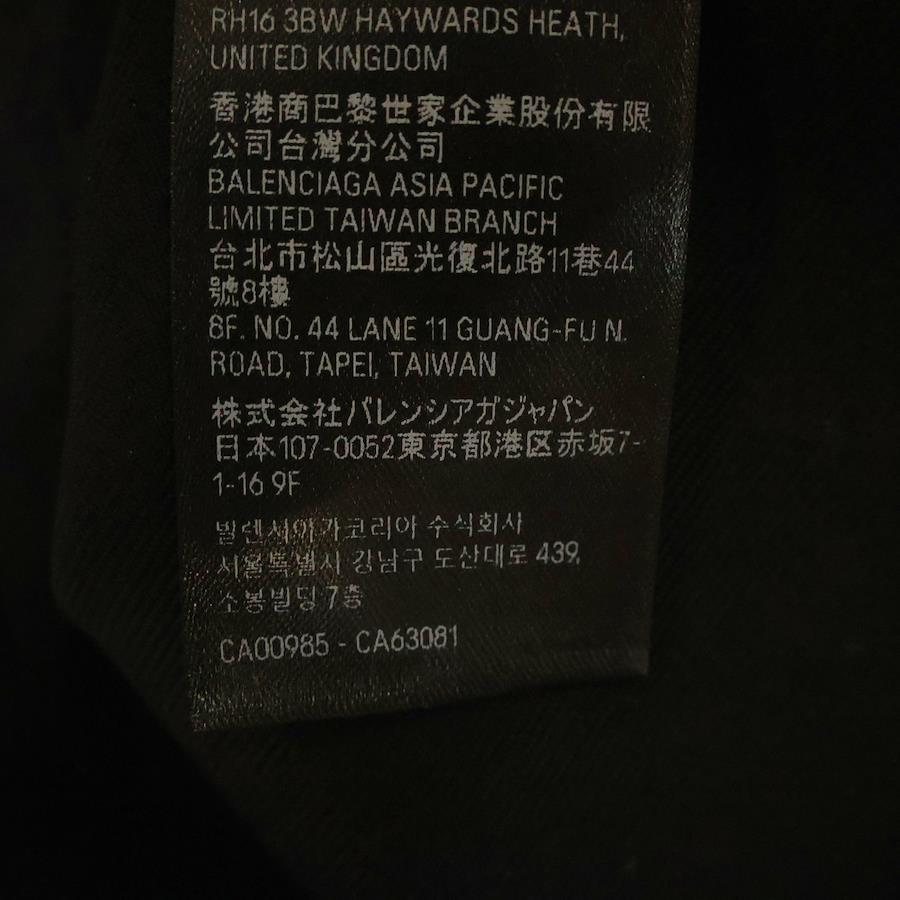 RH16 3BW HAYWARDS HEATH,
UNITED KINGDOM
香港商巴黎世家企業股份有限
公司台灣分公司
BALENCIAGA ASIA PACIFIC
LIMITED TAIWAN BRANCH
台北市松山區光復北路11巷44
號8樓
8F. NO. 44 LANE 11 GUANG-FU N.
ROAD, TAPEI, TAIWAN
株式会社バレンシアガジャパン
日本107-0052東京都港区赤坂7-
1-16 9F
발렌시아가코리아 수식회사
서울특별시 강남구 도산대로 439,
소봉빌딩 7층
CA00985 - CA63081